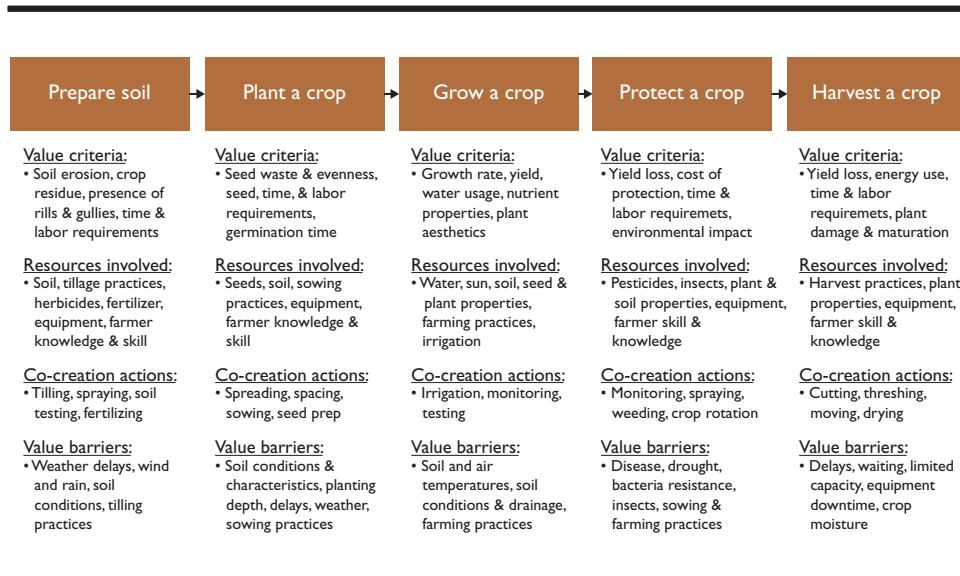 Prepare soil
Plant a crop
Grow a crop
Protect a crop
Harvest a crop
Value criteria:
• Soil erosion, crop
residue, presence of
rills & gullies, time &
labor requirements
Resources involved:
• Soil, tillage practices,
herbicides, fertilizer,
equipment, farmer
knowledge & skill
Co-creation actions:
• Tilling, spraying, soil
testing, fertilizing
Value barriers:
• Weather delays, wind
and rain, soil
conditions, tilling
practices
Value criteria:
• Seed waste & evenness,
seed, time, & labor
requirements,
germination time
Resources involved:
• Seeds, soil, sowing
practices, equipment,
farmer knowledge &
skill
Co-creation actions:
• Spreading, spacing,
sowing, seed prep
Value barriers:
• Soil conditions &
characteristics, planting
depth, delays, weather,
sowing practices
Value criteria:
• Growth rate, yield,
water usage, nutrient
properties, plant
aesthetics
Resources involved:
• Water, sun, soil, seed &
plant properties,
farming practices,
irrigation
Co-creation actions:
• Irrigation, monitoring,
testing
Value barriers:
• Soil and air
temperatures, soil
conditions & drainage,
farming practices
Value criteria:
• Yield loss, cost of
protection, time &
labor requiremets,
environmental impact
Resources involved:
• Pesticides, insects, plant &
soil properties, equipment,
farmer skill &
knowledge
Co-creation actions:
• Monitoring, spraying,
weeding, crop rotation
Value barriers:
• Disease, drought,
bacteria resistance,
insects, sowing &
farming practices
Value criteria:
• Yield loss, energy use,
time & labor
requiremets, plant
damage & maturation
Resources involved:
• Harvest practices, plant
properties, equipment,
farmer skill &
knowledge
Co-creation actions:
• Cutting, threshing,
moving, drying
Value barriers:
• Delays, waiting, limited
capacity, equipment
downtime, crop
moisture